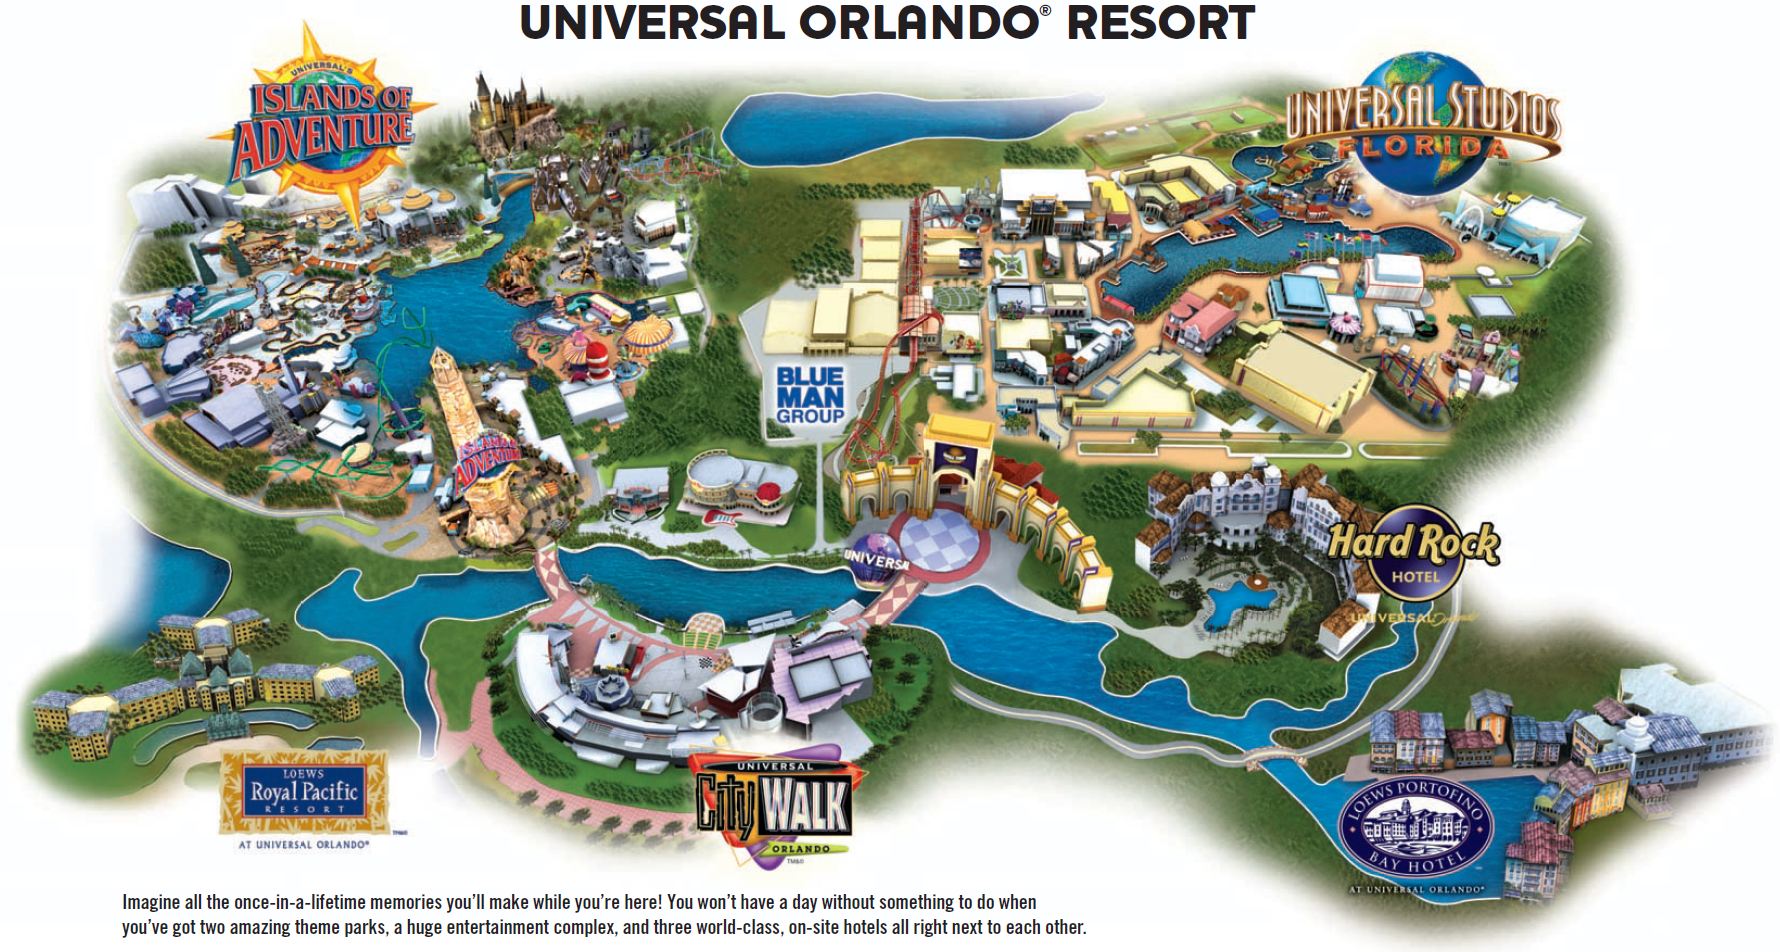 UNIVERSAL ORLANDO® RESORT
UNIVERSAL'S
ISLANDS OF
ADVENTURE
UNIVERSAL STUDIOS
FLORIDA
BLUE
MAN
GROUP
ISLANDS OF
ADVENTURE
UNIVERSAL
Hard Rock
HOTEL
UNIVERSAL Orlando
LOEWS
Royal Pacific
RESORT
AT UNIVERSAL ORLANDO®
UNIVERSAL
City WALK
ORLANDO
TM&©
LOEWS PORTOFINO
BAY HOTEL
AT UNIVERSAL ORLANDO®
Imagine all the once-in-a-lifetime memories you'll make while you're here! You won't have a day without something to do when
you've got two amazing theme parks, a huge entertainment complex, and three world-class, on-site hotels all right next to each other.